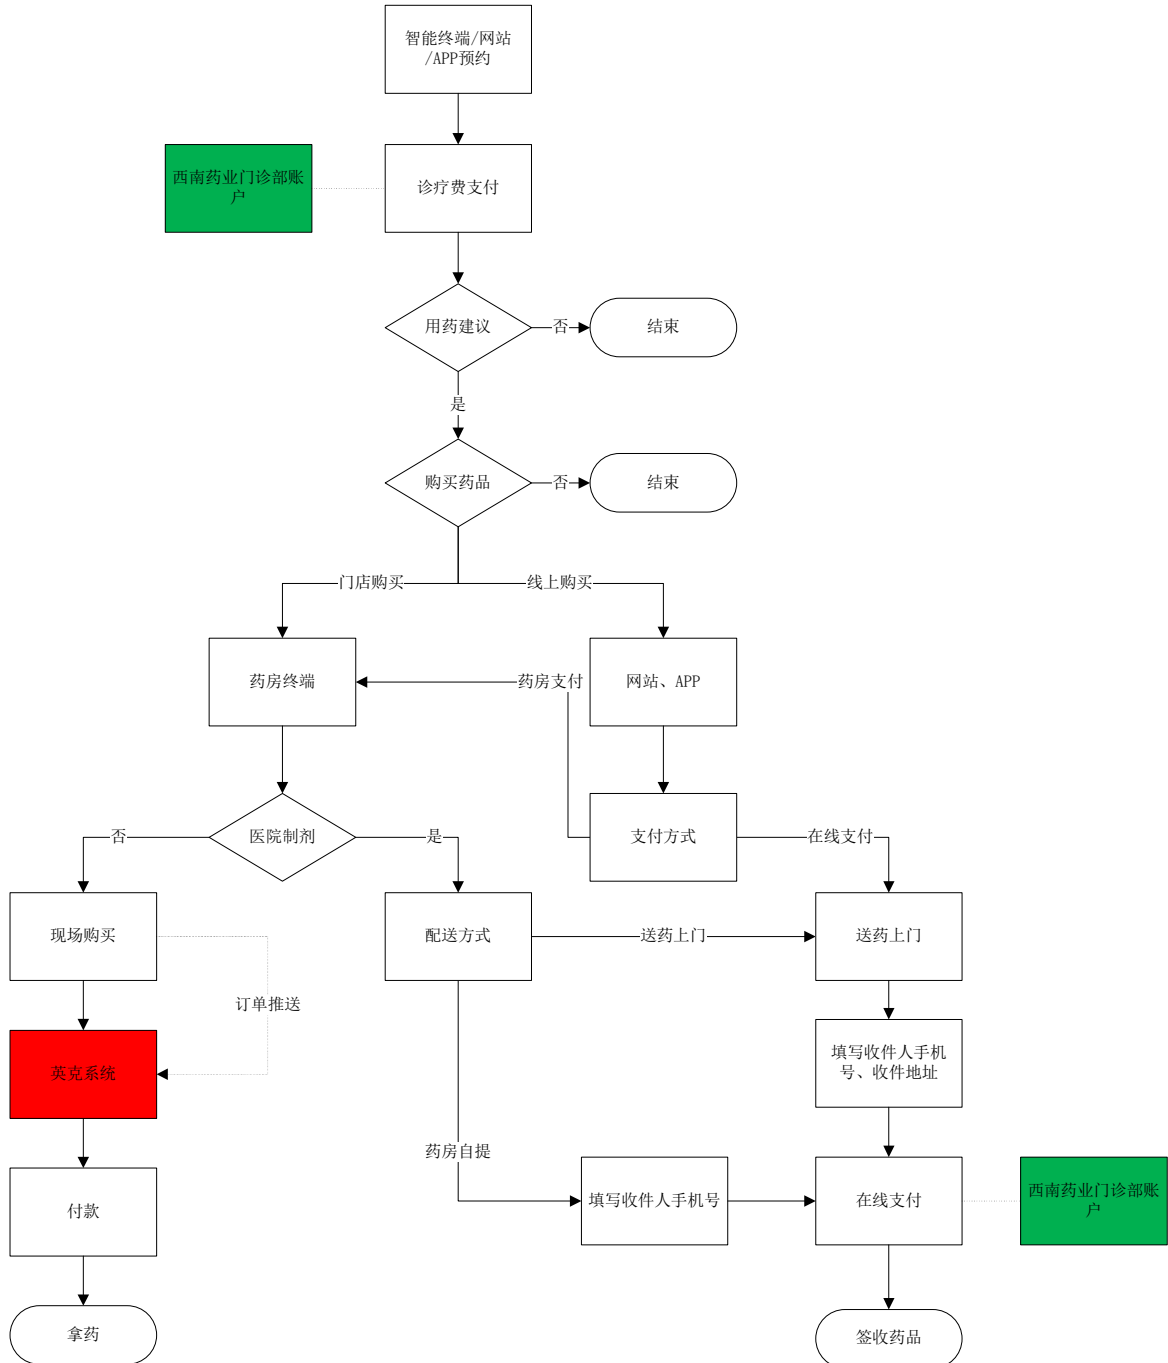 智能终端/网站
/APP预约
西南药业门诊部账
户
诊疗费支付
用药建议
否
结束
是
购买药品
否
结束
门店购买
线上购买
药房终端
药房支付
网站、APP
否
医院制剂
是
支付方式
在线支付
现场购买
配送方式
送药上门
送药上门
订单推送
英克系统
填写收件人手机
号、收件地址
药房自提
付款
填写收件人手机号
在线支付
西南药业门诊部账
户
拿药
签收药品